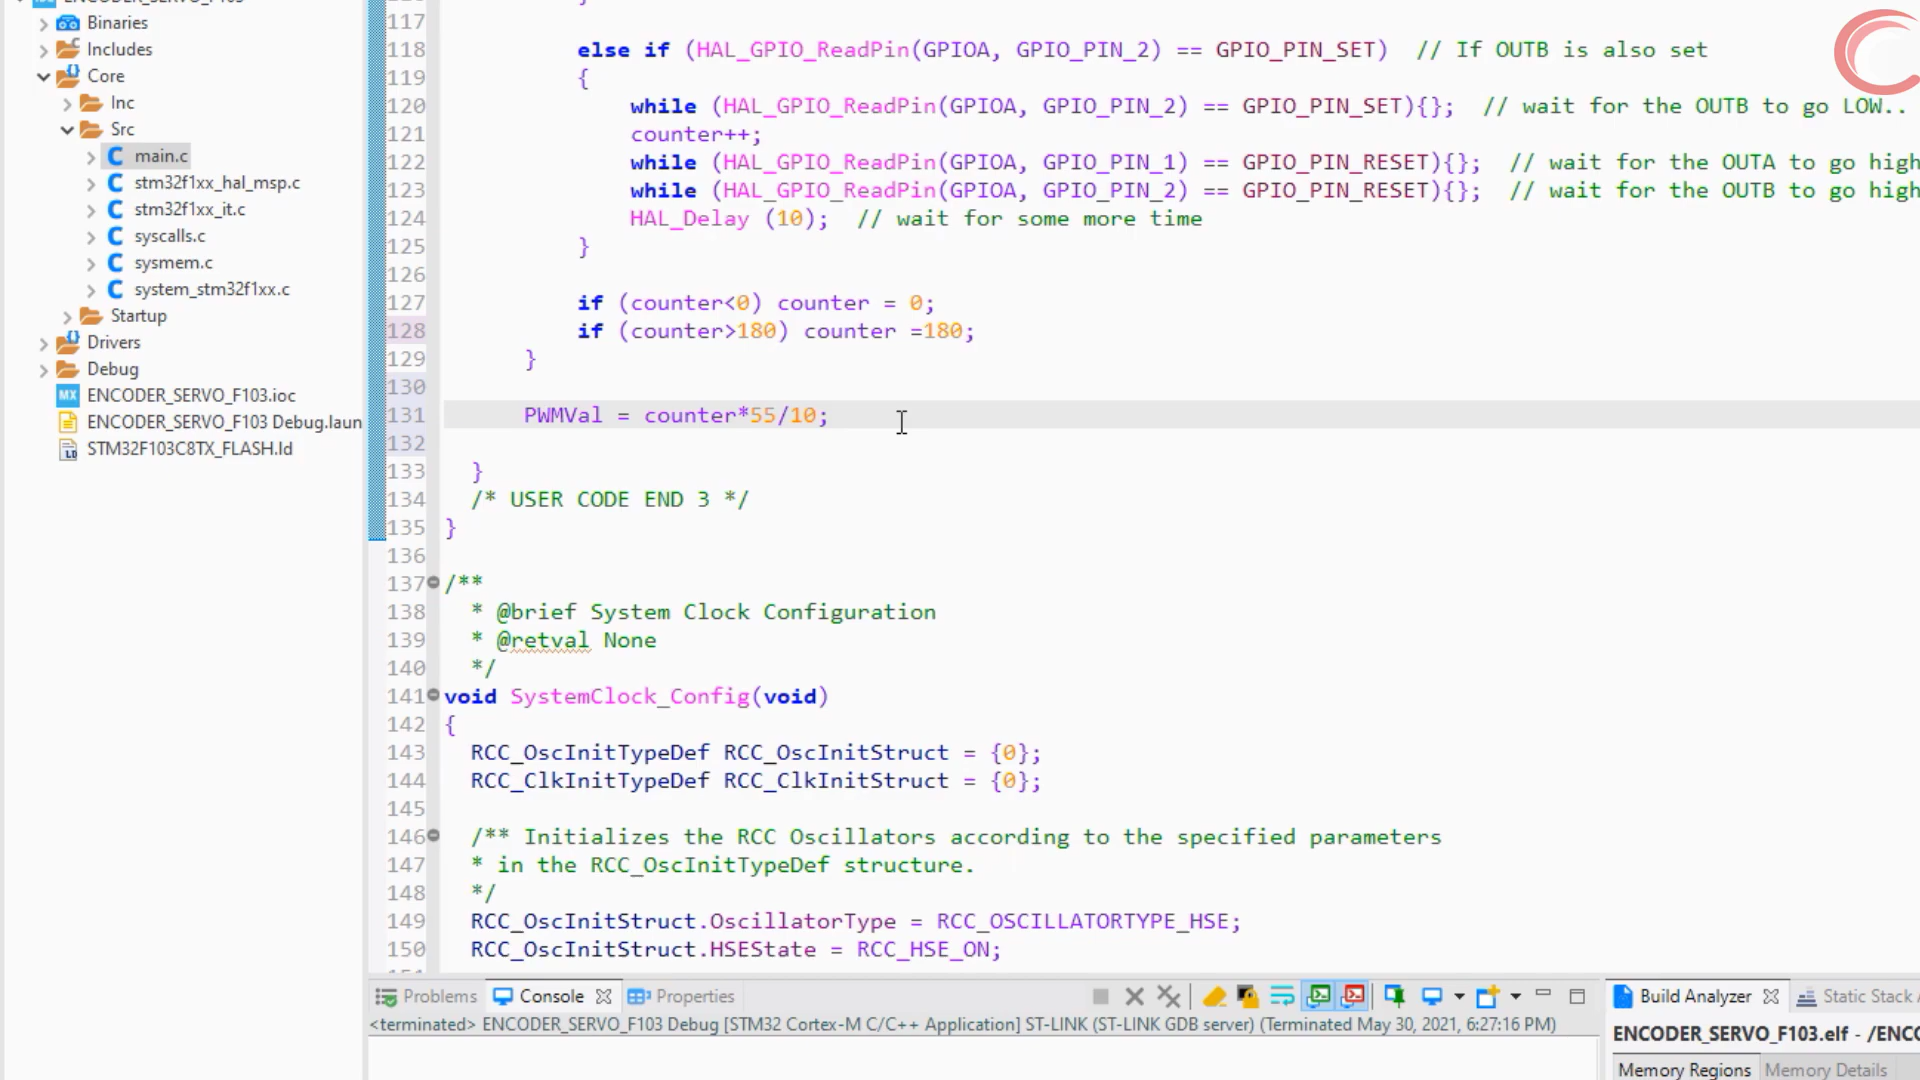 ENCODER_SERVO_F103
Binaries
Includes
Core
Inc
Src
main.c
stm32f1xx_hal_msp.c
stm32f1xx_it.c
syscalls.c
sysmem.c
system_stm32f1xx.c
Startup
Drivers
Debug
MX ENCODER_SERVO_F103.ioc
ENCODER_SERVO_F103 Debug.laun
STM32F103C8TX_FLASH.ld
117
118 else if (HAL_GPIO_ReadPin(GPIOA, GPIO_PIN_2) == GPIO_PIN_SET) // If OUTB is also set
119 {
120 while (HAL_GPIO_ReadPin(GPIOA, GPIO_PIN_2) == GPIO_PIN_SET){}; // wait for the OUTB to go LOW..
121 counter++;
122 while (HAL_GPIO_ReadPin(GPIOA, GPIO_PIN_1) == GPIO_PIN_RESET){}; // wait for the OUTA to go high
123 while (HAL_GPIO_ReadPin(GPIOA, GPIO_PIN_2) == GPIO_PIN_RESET){}; // wait for the OUTB to go high
124 HAL_Delay (10); // wait for some more time
125 }
126
127 if (counter<0) counter = 0;
128 if (counter>180) counter =180;
129 }
130
131 PWMVal = counter*55/10;
132
133 }
134 /* USER CODE END 3 */
135 }
136
137 /**
138 * @brief System Clock Configuration
139 * @retval None
140 */
141 void SystemClock_Config(void)
142 {
143 RCC_OscInitTypeDef RCC_OscInitStruct = {0};
144 RCC_ClkInitTypeDef RCC_ClkInitStruct = {0};
145
146 /** Initializes the RCC Oscillators according to the specified parameters
147 * in the RCC_OscInitTypeDef structure.
148 */
149 RCC_OscInitStruct.OscillatorType = RCC_OSCILLATORTYPE_HSE;
150 RCC_OscInitStruct.HSEState = RCC_HSE_ON;
Problems Console Properties
<terminated> ENCODER_SERVO_F103 Debug [STM32 Cortex-M C/C++ Application] ST-LINK (ST-LINK GDB server) (Terminated May 30, 2021, 6:27:16 PM)
Build Analyzer Static Stack
ENCODER_SERVO_F103.elf - /ENCO
Memory Regions Memory Details